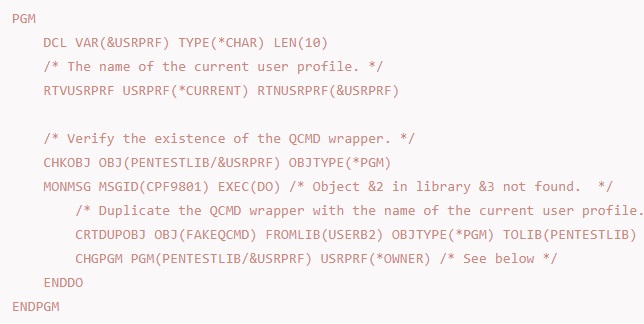 PGM
DCL VAR(&USRPRF) TYPE(*CHAR) LEN(10)
/* The name of the current user profile. */
RTVUSRPRF USRPRF(*CURRENT) RTNUSRPRF(&USRPRF)
/* Verify the existence of the QCMD wrapper. */
CHKOBJ OBJ(PENTESTLIB/&USRPRF) OBJTYPE(*PGM)
MONMSG MSGID(CPF9801) EXEC(DO) /* Object &2 in library &3 not found.  */
/* Duplicate the QCMD wrapper with the name of the current user profile.
CRTDUPOBJ OBJ(FAKEQCMD) FROMLIB(USERB2) OBJTYPE(*PGM) TOLIB(PENTESTLIB)
CHGPGM PGM(PENTESTLIB/&USRPRF) USRPRF(*OWNER) /* See below */
ENDDO
ENDPGM